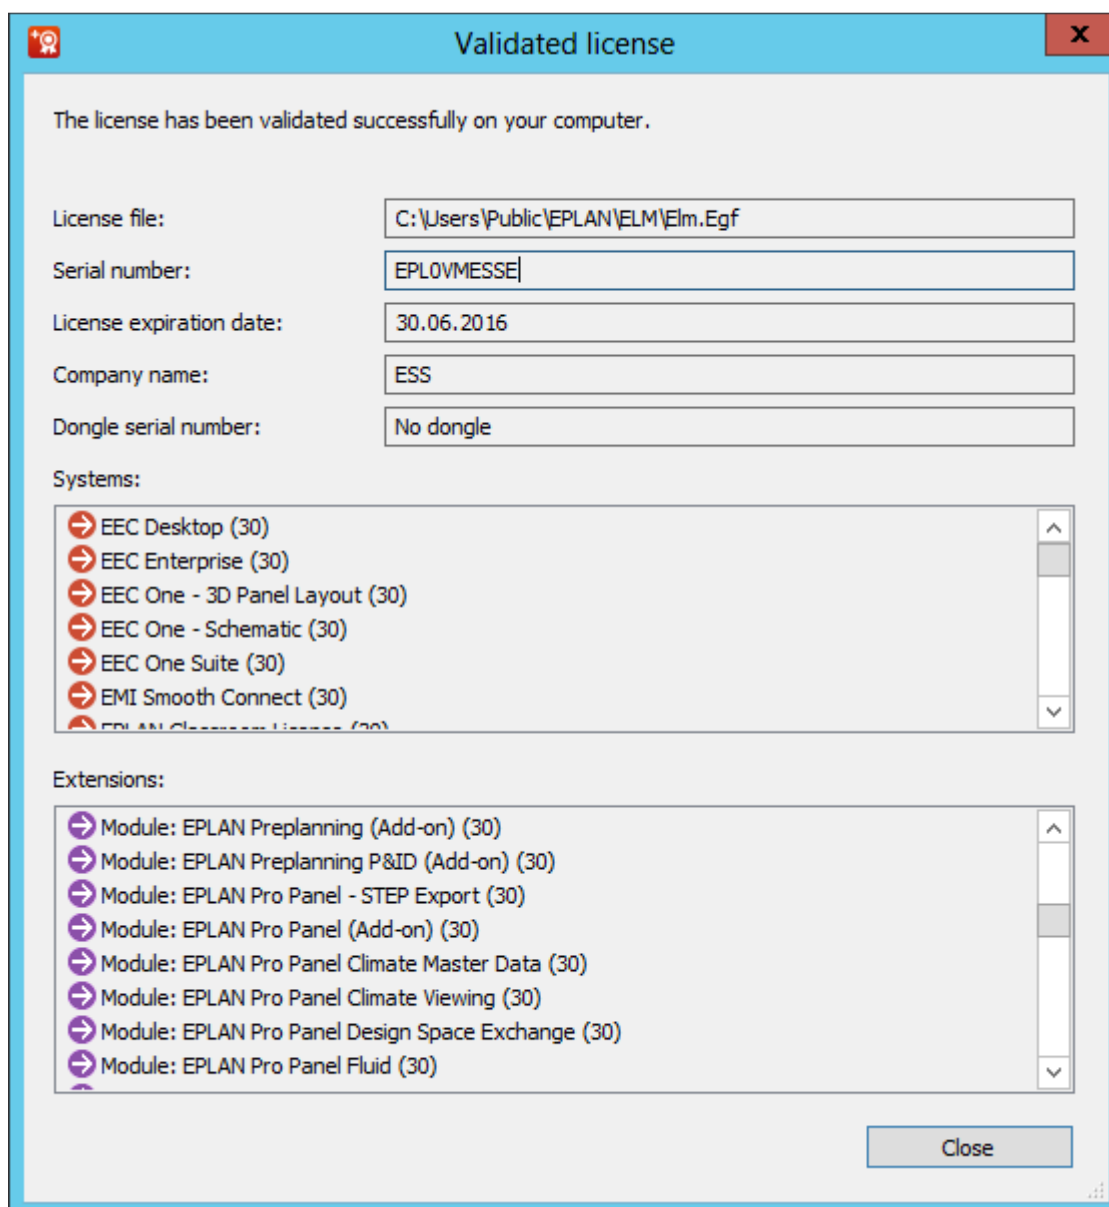 Validated license
x
The license has been validated successfully on your computer.
License file: C:\Users\Public\EPLAN\ELM\Elm.Egf
Serial number: EPL0VMESSE
License expiration date: 30.06.2016
Company name: ESS
Dongle serial number: No dongle
Systems:
EEC Desktop (30)
EEC Enterprise (30)
EEC One - 3D Panel Layout (30)
EEC One - Schematic (30)
EEC One Suite (30)
EMI Smooth Connect (30)
EPLAN Classroom License (30)
Extensions:
Module: EPLAN Preplanning (Add-on) (30)
Module: EPLAN Preplanning P&ID (Add-on) (30)
Module: EPLAN Pro Panel - STEP Export (30)
Module: EPLAN Pro Panel (Add-on) (30)
Module: EPLAN Pro Panel Climate Master Data (30)
Module: EPLAN Pro Panel Climate Viewing (30)
Module: EPLAN Pro Panel Design Space Exchange (30)
Module: EPLAN Pro Panel Fluid (30)
Close